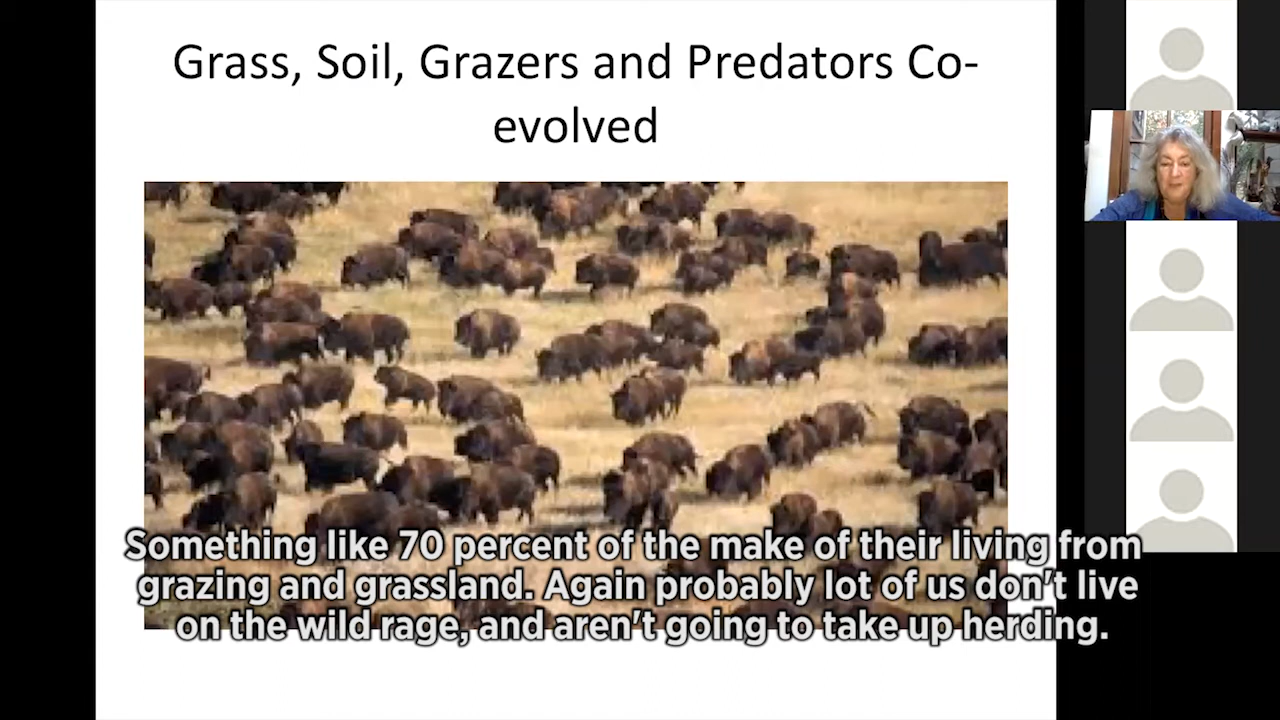 Grass, Soil, Grazers and Predators Co-
evolved
Something like 70 percent of the make of their living from
grazing and grassland. Again probably lot of us don't live
on the wild rage, and aren't going to take up herding.